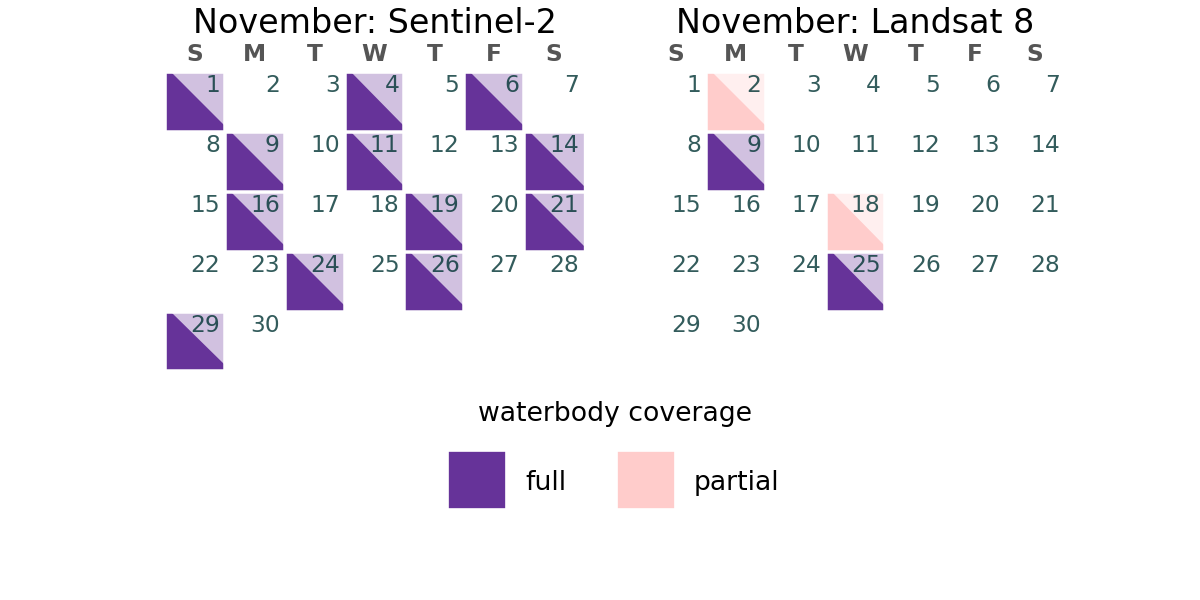 November: Sentinel-2
S M T W T F S
1 2 3 4 5 6 7
8 9 10 11 12 13 14
15 16 17 18 19 20 21
22 23 24 25 26 27 28
29 30
November: Landsat 8
S M T W T F S
1 2 3 4 5 6 7
8 9 10 11 12 13 14
15 16 17 18 19 20 21
22 23 24 25 26 27 28
29 30
waterbody coverage
full
partial